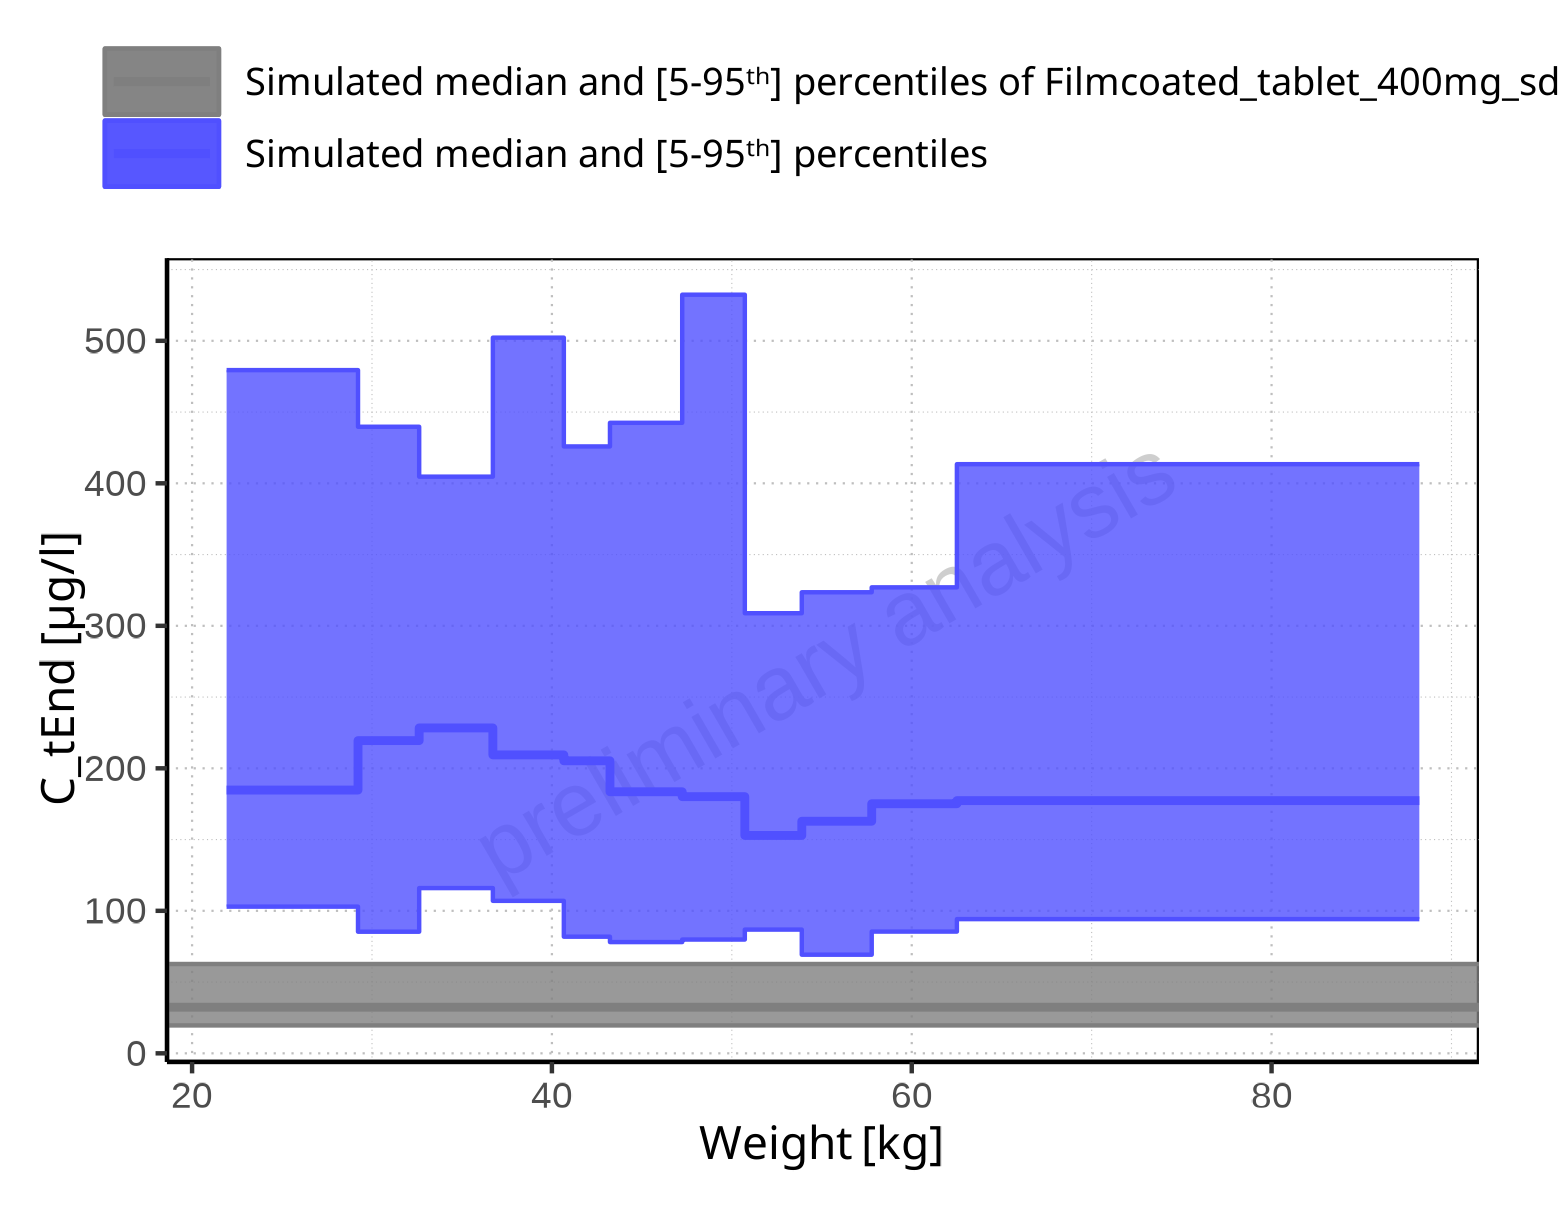 Simulated median and [5-95ᵗʰ] percentiles of Filmcoated_tablet_400mg_sd
Simulated median and [5-95ᵗʰ] percentiles
500
400
300
200
100
0
C_tEnd [µg/l]
preliminary analysis
20 40 60 80
Weight [kg]